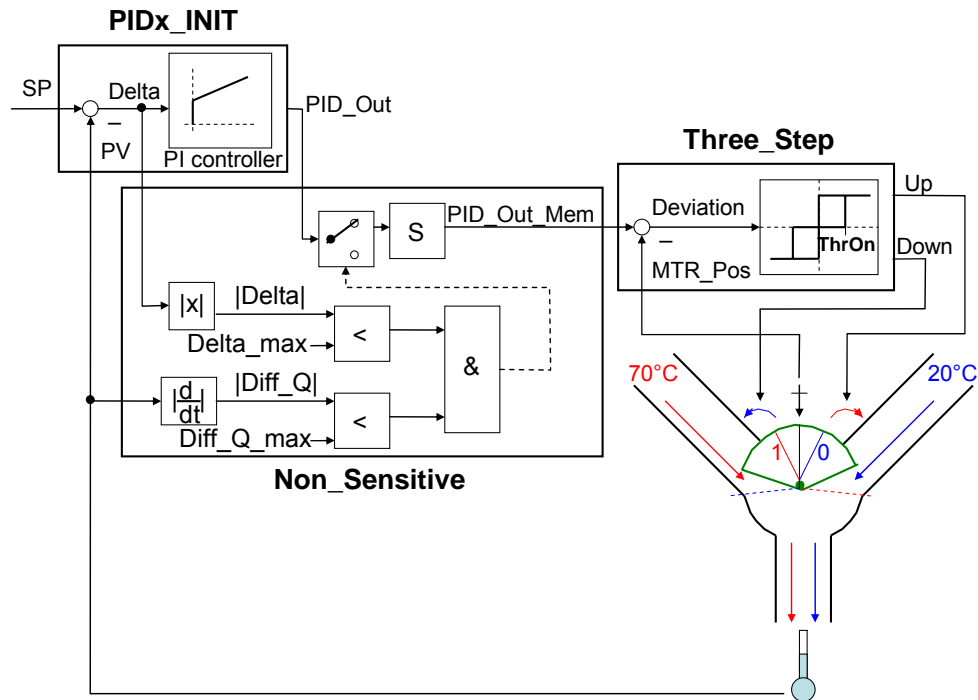 PIDx_INIT
SP
Delta
–
PV
PI controller
PID_Out
Three_Step
Up
Deviation
–
MTR_Pos
ThrOn
Down
PID_Out_Mem
S
|x|
|Delta|
Delta_max
<
&
|d/dt|
|Diff_Q|
Diff_Q_max
<
Non_Sensitive
70°C
20°C
1
0